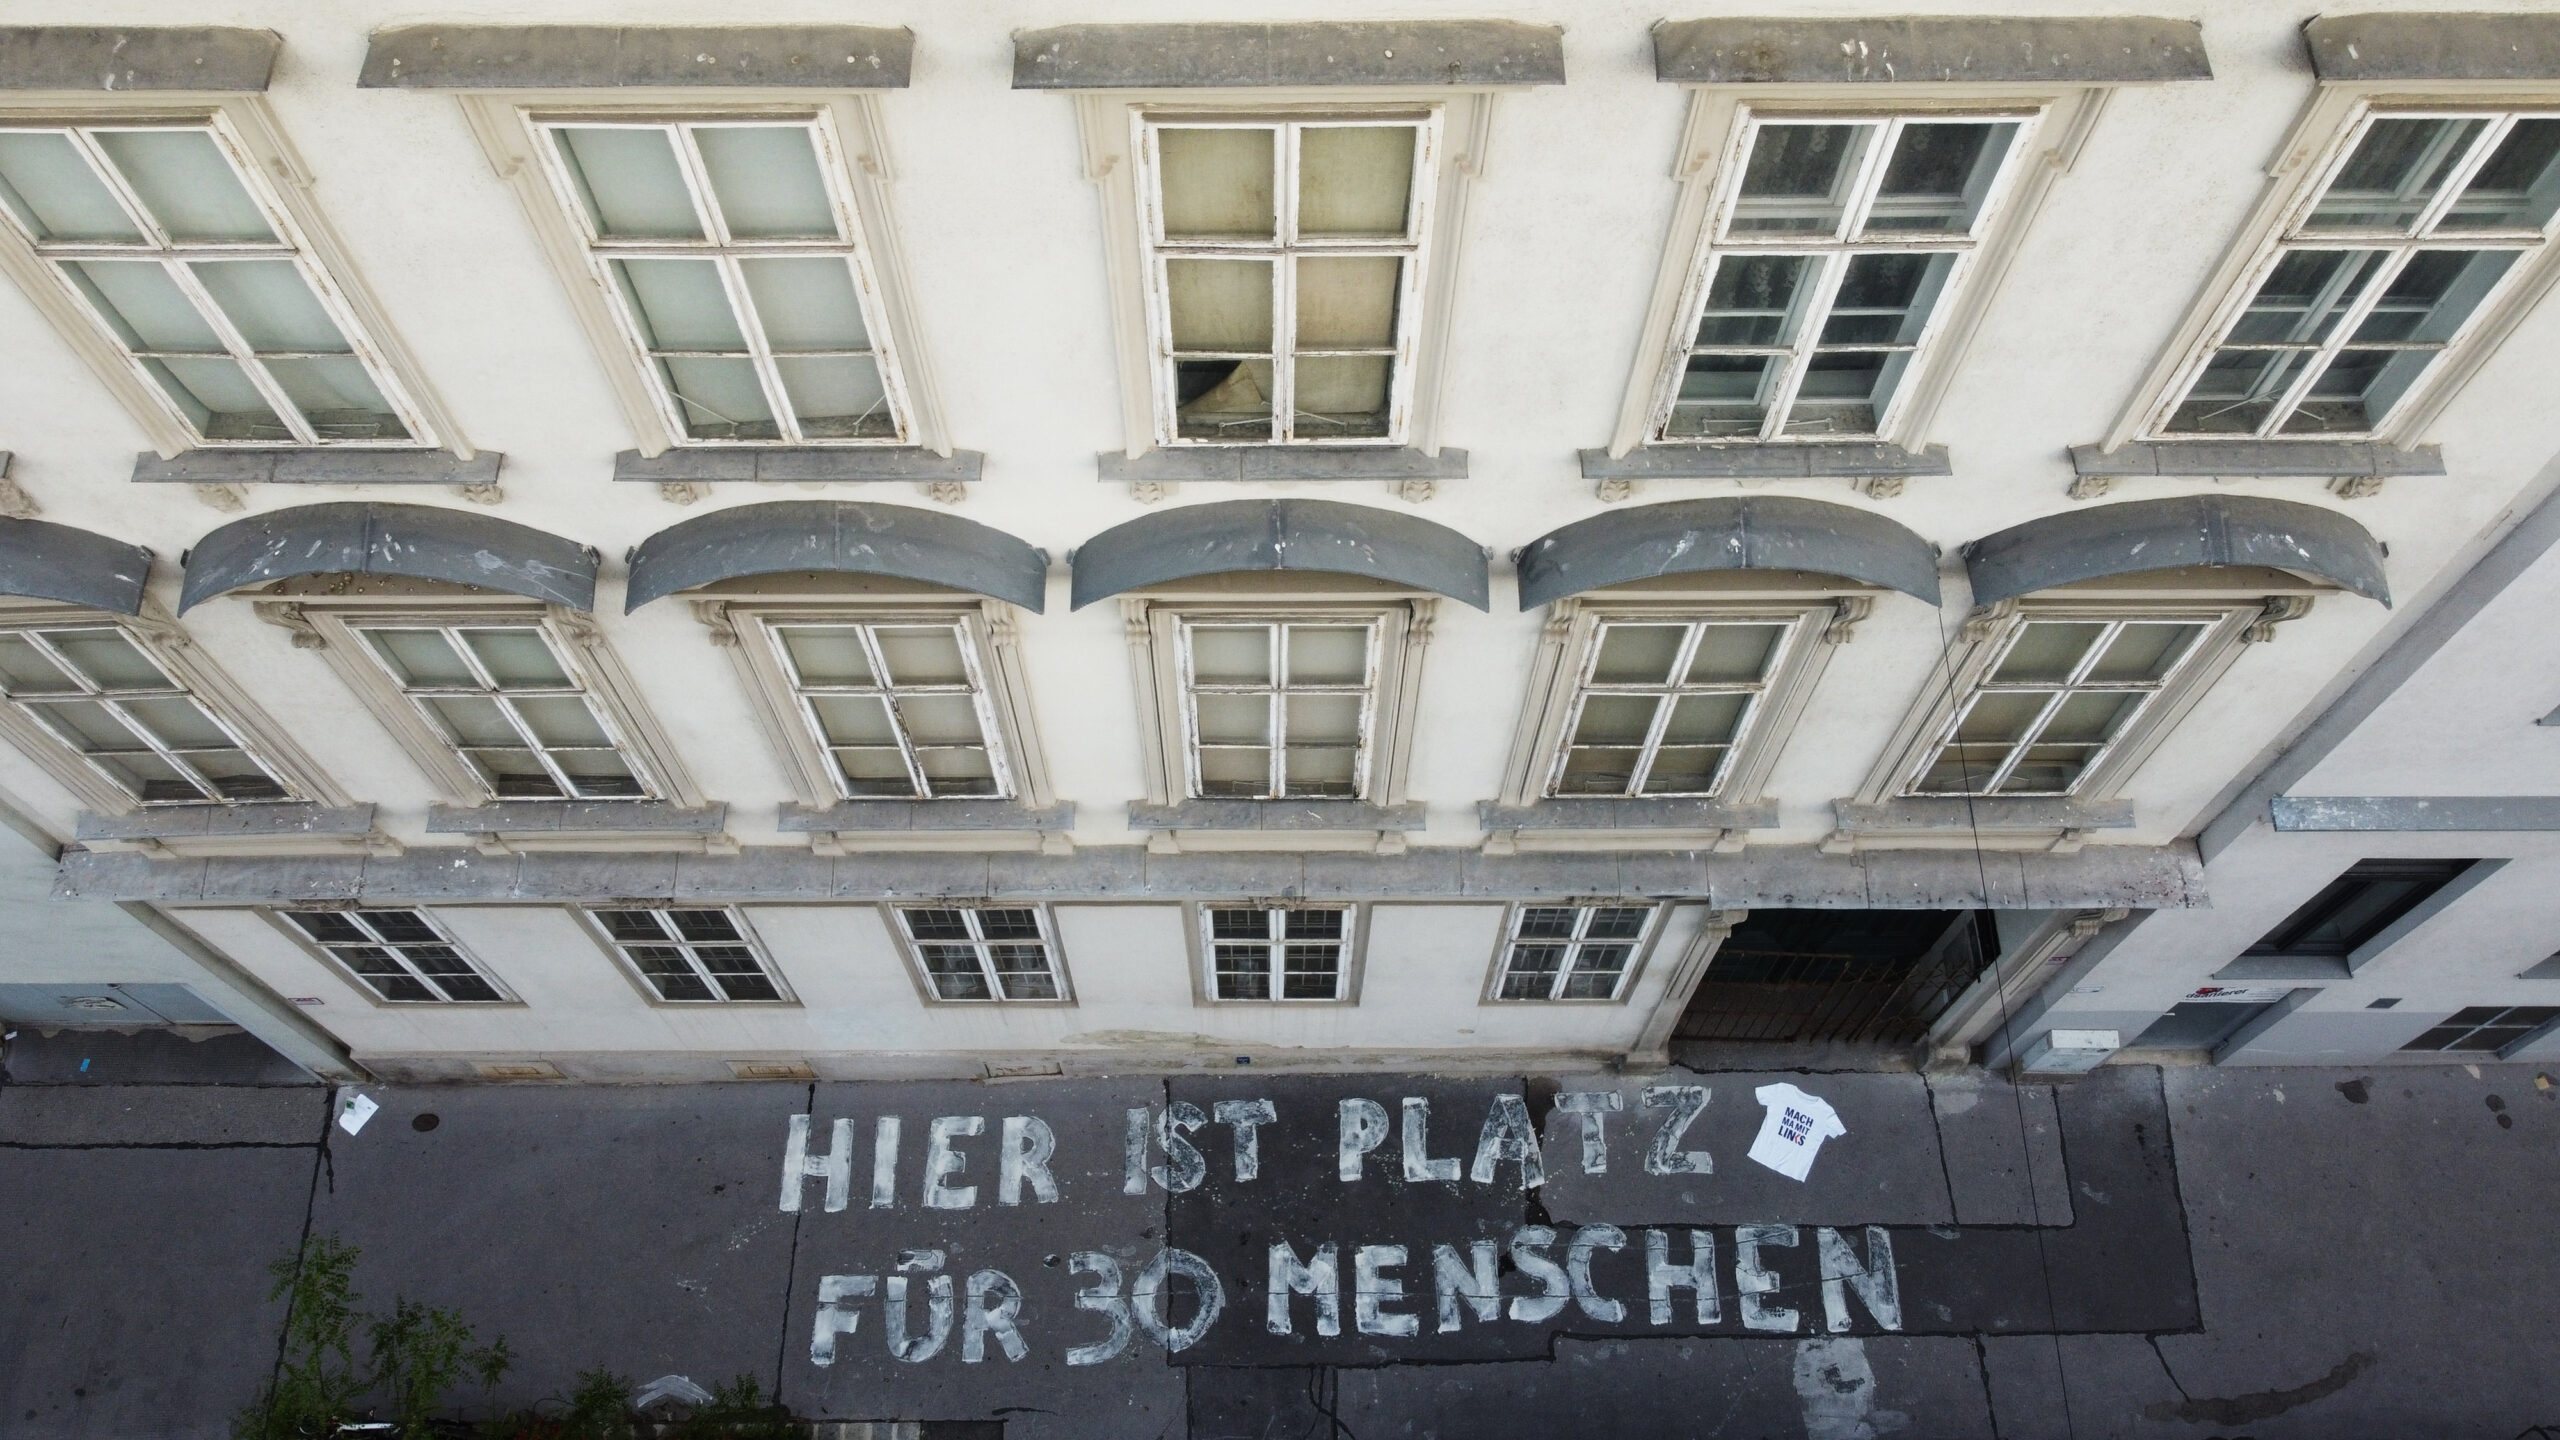 HIER IST PLATZ
FÜR 30 MENSCHEN
MACH
MA MIT
LINKS